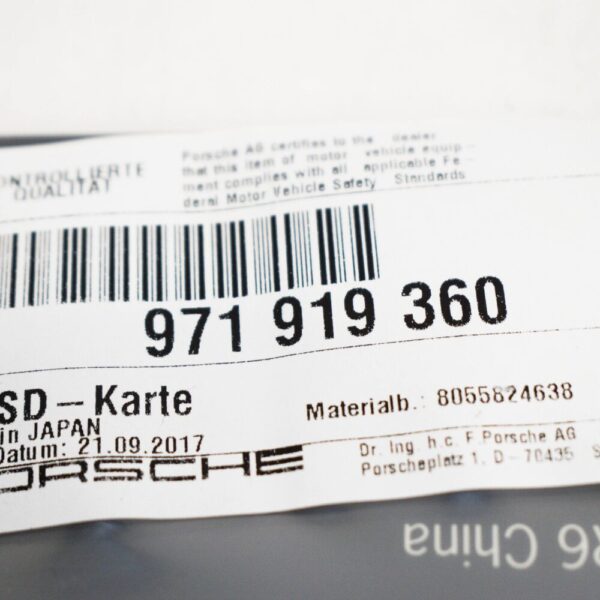 ONTROLLIERTE
QUALITÄT
Porsche AG certifies to the dealer
that this item of motor vehicle equip-
ment complies with all applicable Fe-
deral Motor Vehicle Safety Standards
971 919 360
SD-Karte
in JAPAN
Datum: 21.09.2017
Materialb.: 8055824638
ORSCHE
Dr. Ing h.c. F.Porsche AG
Porscheplatz 1, D-70435 S
R6 China